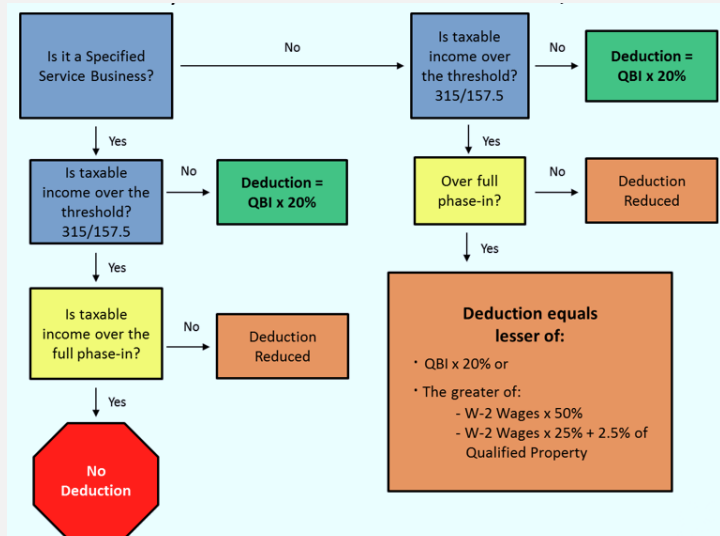 Is it a Specified
Service Business?
No
Is taxable
income over
the threshold?
315/157.5
No
Deduction =
QBI x 20%
Yes
Yes
Is taxable
income over the
threshold?
315/157.5
No
Deduction =
QBI x 20%
Over full
phase-in?
No
Deduction
Reduced
Yes
Yes
Is taxable
income over the
full phase-in?
No
Deduction
Reduced
Deduction equals
lesser of:
· QBI x 20% or
· The greater of:
- W-2 Wages x 50%
- W-2 Wages x 25% + 2.5% of
Qualified Property
Yes
No
Deduction